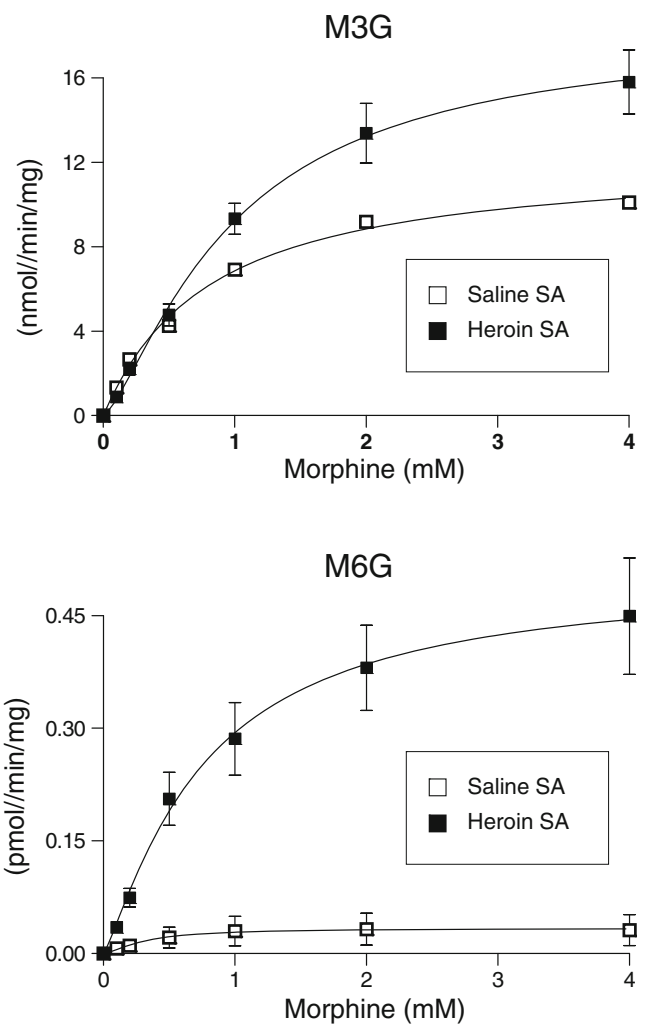 M3G
16
12
8
4
0
(nmol//min/mg)
Saline SA
Heroin SA
0 1 2 3 4
Morphine (mM)
M6G
0.45
0.30
0.15
0.00
(pmol//min/mg)
Saline SA
Heroin SA
0 1 2 3 4
Morphine (mM)